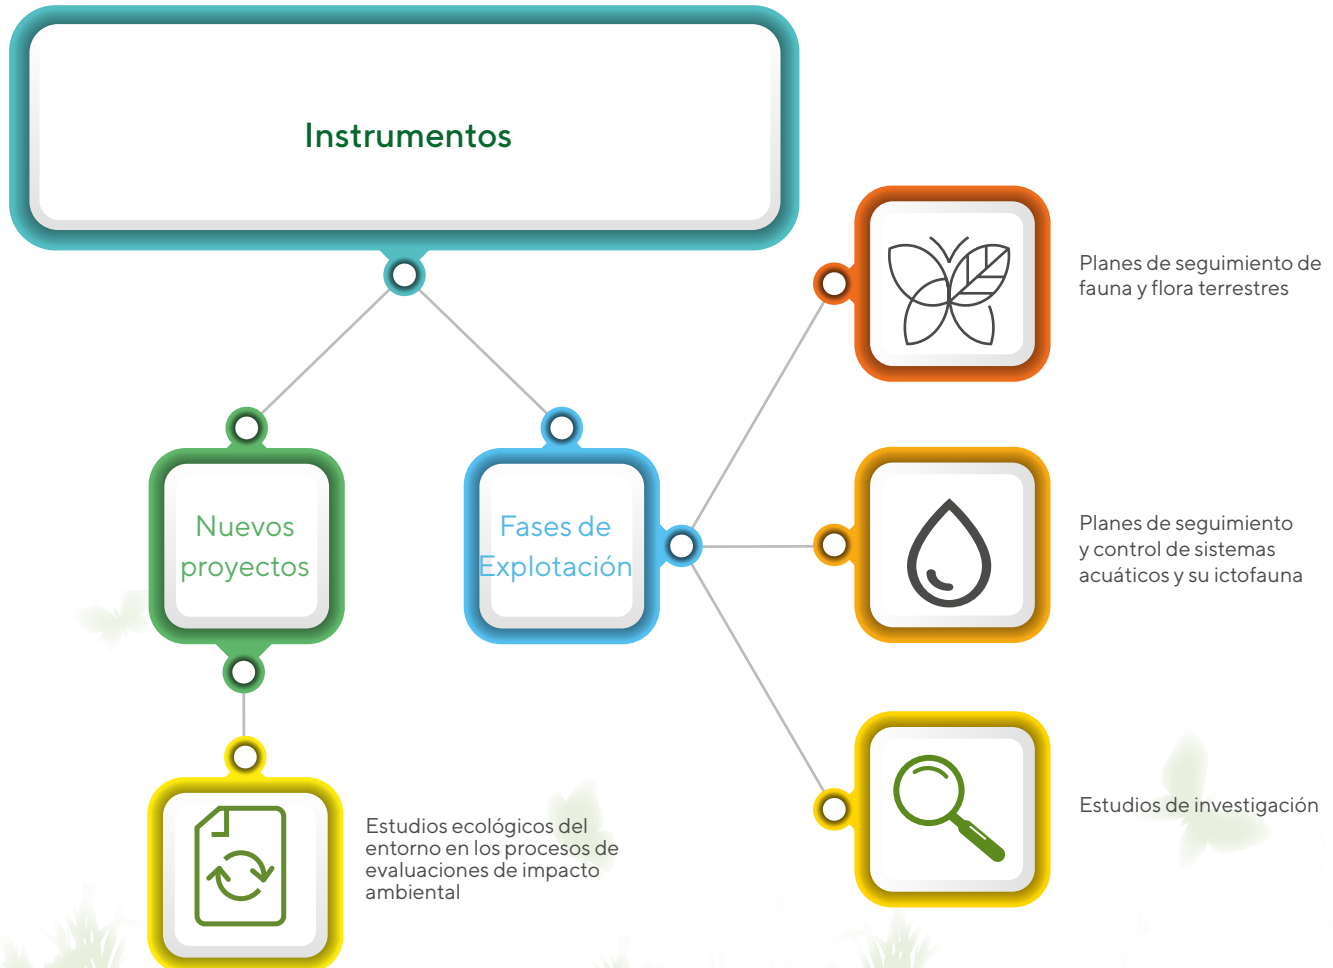 Instrumentos
Planes de seguimiento de
fauna y flora terrestres
Nuevos
proyectos
Fases de
Explotación
Planes de seguimiento
y control de sistemas
acuáticos y su ictofauna
Estudios de investigación
Estudios ecológicos del
entorno en los procesos de
evaluaciones de impacto
ambiental